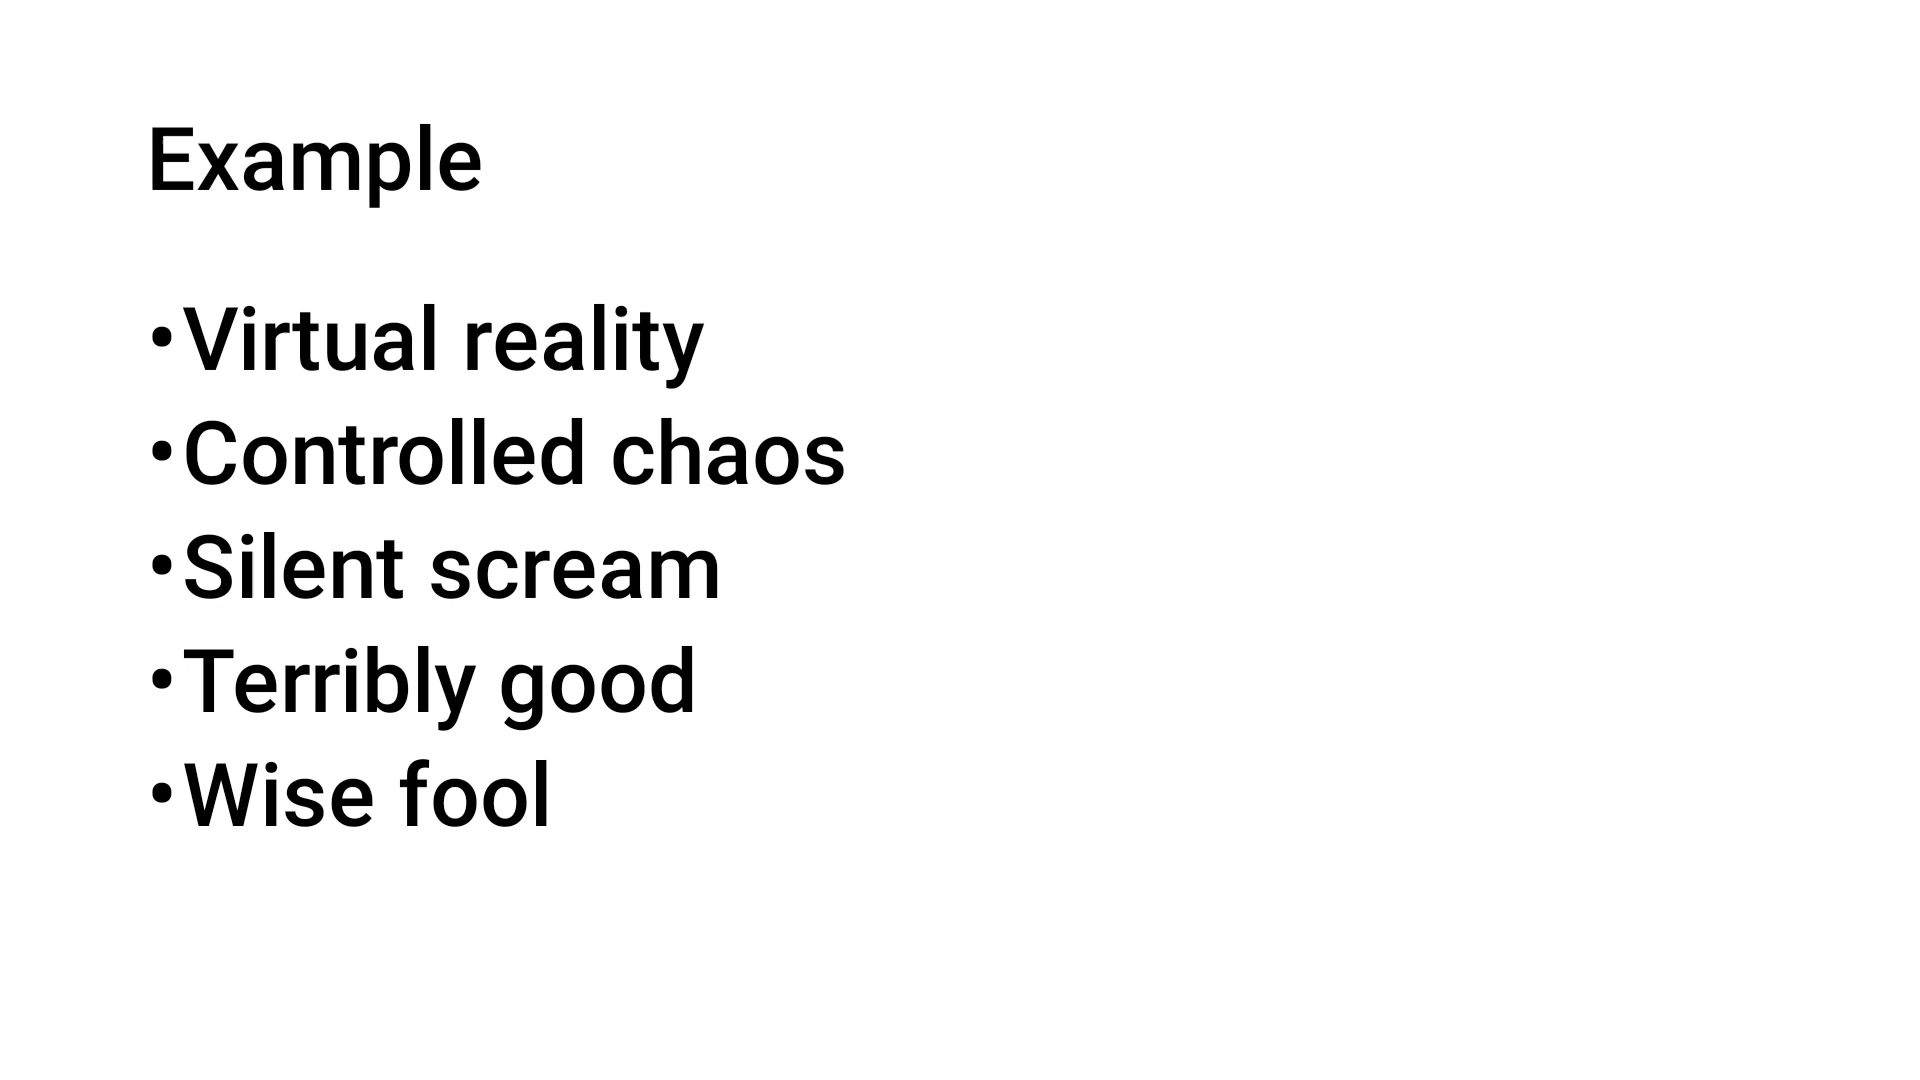 Example
•Virtual reality
•Controlled chaos
•Silent scream
•Terribly good
•Wise fool